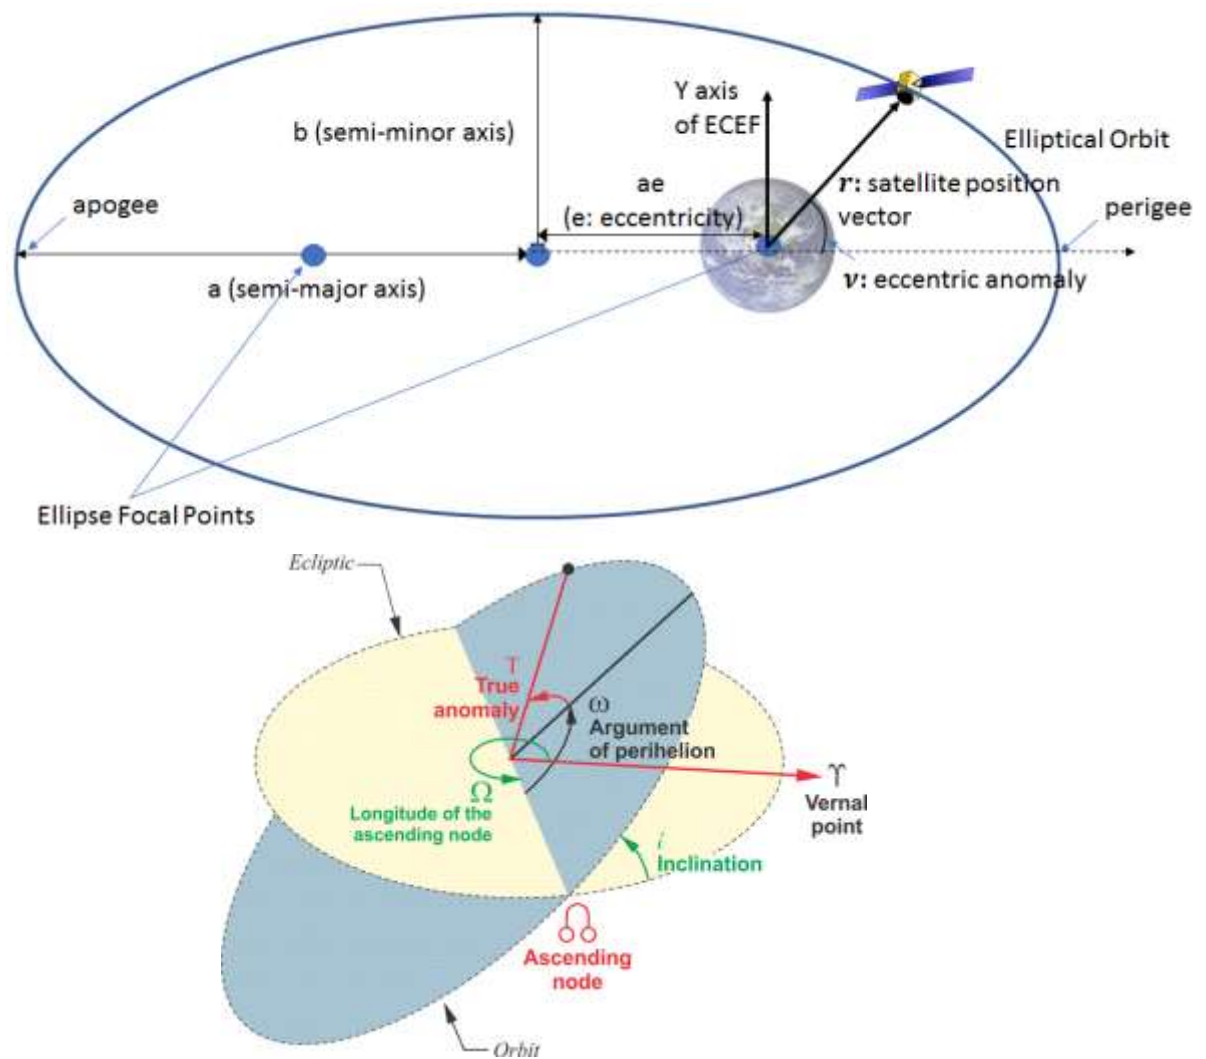 Y axis
of ECEF
b (semi-minor axis)
Elliptical Orbit
ae
(e: eccentricity)
r: satellite position
vector
apogee
perigee
a (semi-major axis)
ν: eccentric anomaly
Ellipse Focal Points
Ecliptic
T
True
anomaly
ω
Argument
of perihelion
Ω
Longitude of the
ascending node
♈
Vernal
point
i
Inclination
☊
Ascending
node
Orbit